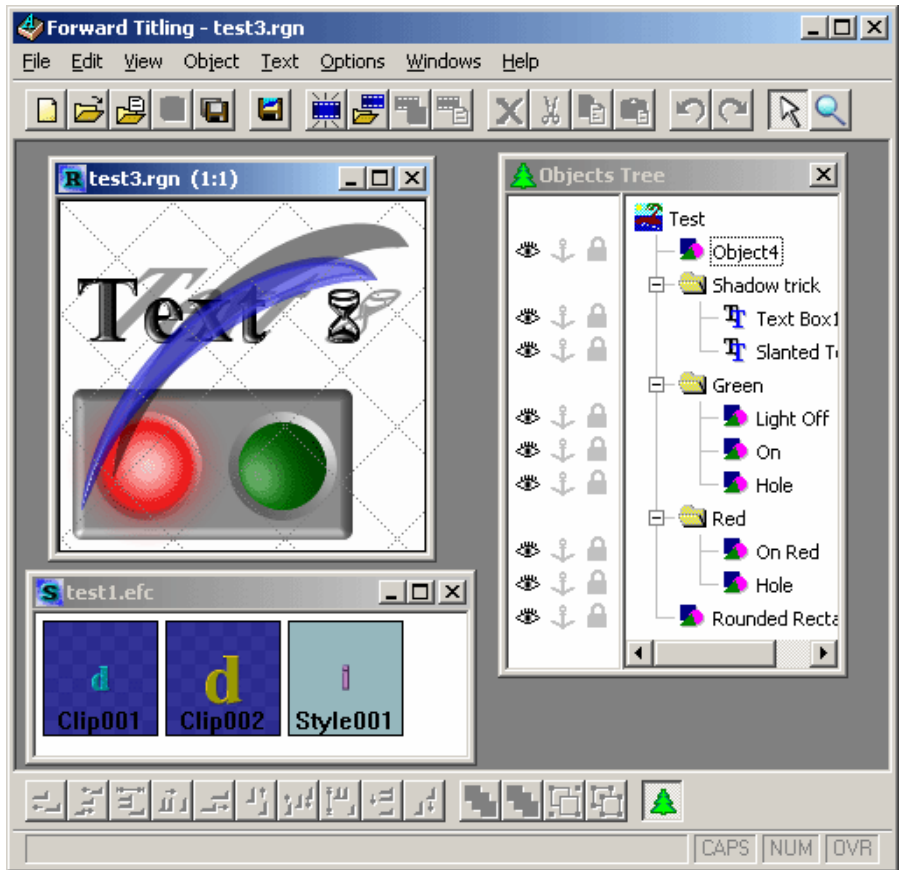 Forward Titling - test3.rgn
File Edit View Object Text Options Windows Help
test3.rgn (1:1)
Text
Objects Tree
Test
Object4
Shadow trick
Text Box1
Slanted T
Green
Light Off
On
Hole
Red
On Red
Hole
Rounded Recta
test1.efc
d
d
i
Clip001
Clip002
Style001
CAPS NUM OVR